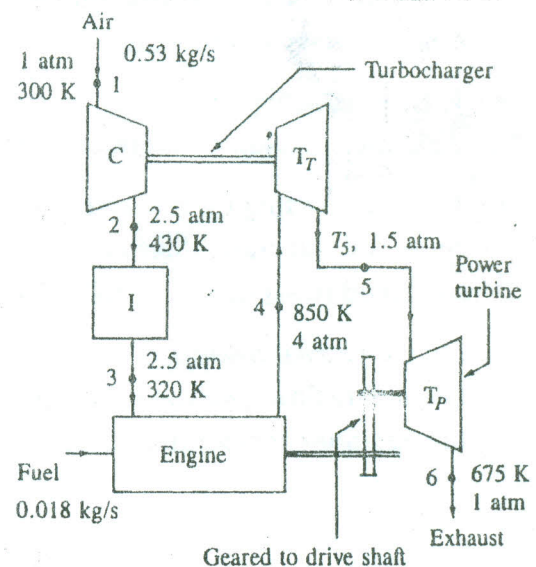 Air
1 atm
300 K
0.53 kg/s
1
Turbocharger
C
T_T
2
2.5 atm
430 K
T_5, 1.5 atm
5
Power
turbine
I
4
850 K
4 atm
3
2.5 atm
320 K
T_P
Engine
Fuel
0.018 kg/s
6
675 K
1 atm
Exhaust
Geared to drive shaft